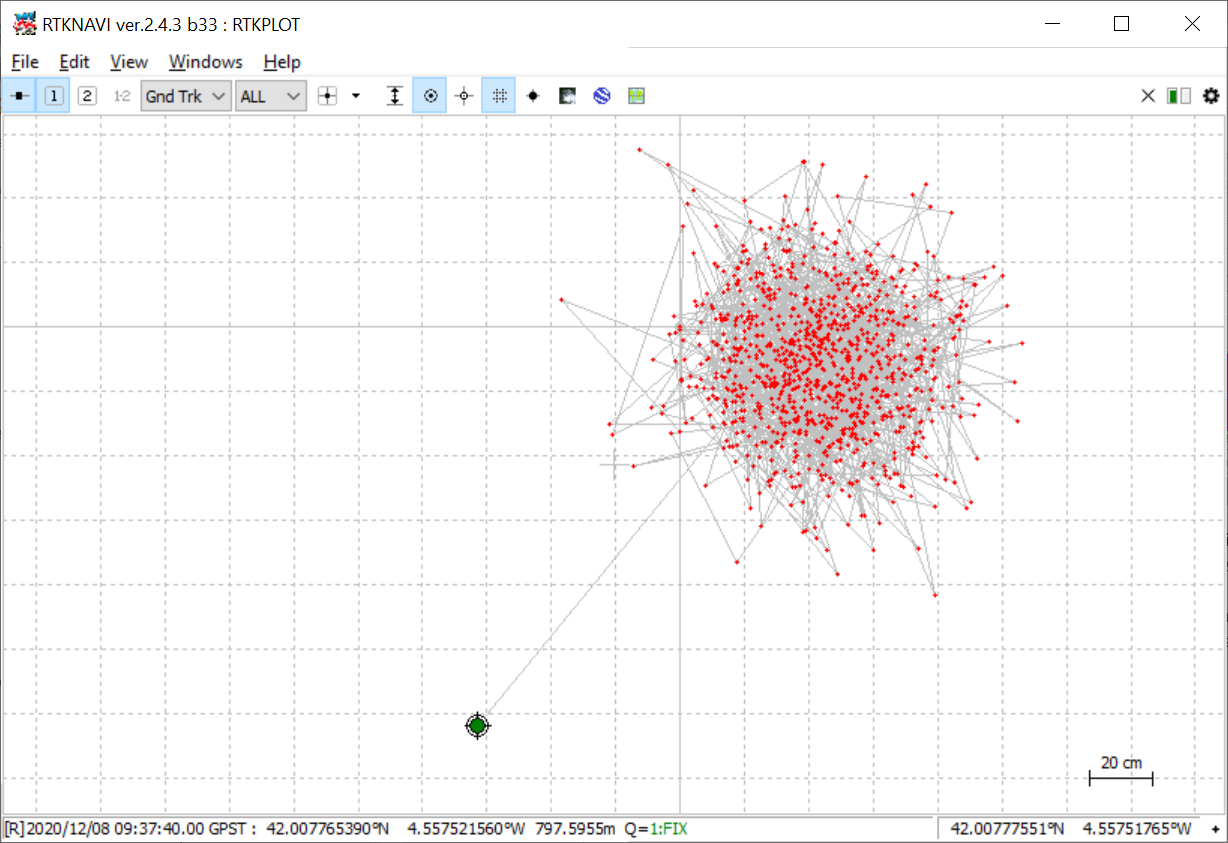 RTKNAVI ver.2.4.3 b33 : RTKPLOT
File Edit View Windows Help
1 2 1-2 Gnd Trk ALL
20 cm
[R]2020/12/08 09:37:40.00 GPST : 42.007765390°N 4.557521560°W 797.5955m Q=1:FIX 42.00777551°N 4.55751765°W